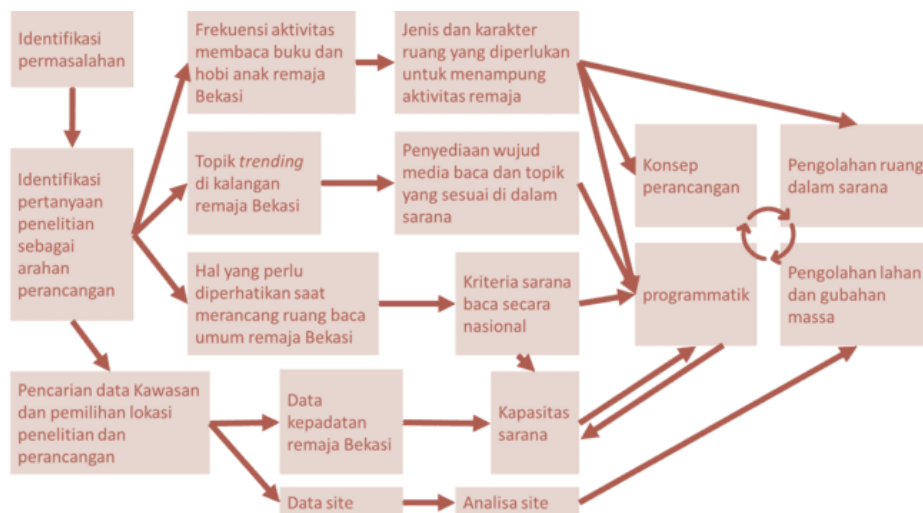 Identifikasi
permasalahan
Frekuensi aktivitas
membaca buku dan
hobi anak remaja
Bekasi
Jenis dan karakter
ruang yang diperlukan
untuk menampung
aktivitas remaja
Identifikasi
pertanyaan
penelitian
sebagai
arahan
perancangan
Topik trending
di kalangan
remaja Bekasi
Penyediaan wujud
media baca dan topik
yang sesuai di dalam
sarana
Konsep
perancangan
Pengolahan ruang
dalam sarana
Hal yang perlu
diperhatikan saat
merancang ruang baca
umum remaja Bekasi
Kriteria sarana
baca secara
nasional
programmatik
Pengolahan lahan
dan gubahan
massa
Pencarian data Kawasan
dan pemilihan lokasi
penelitian dan
perancangan
Data
kepadatan
remaja Bekasi
Kapasitas
sarana
Data site
Analisa site